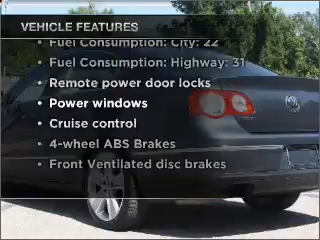 VEHICLE FEATURES
• Fuel Consumption: City: 22
• Fuel Consumption: Highway: 31
• Remote power door locks
• Power windows
• Cruise control
• 4-wheel ABS Brakes
• Front Ventilated disc brakes